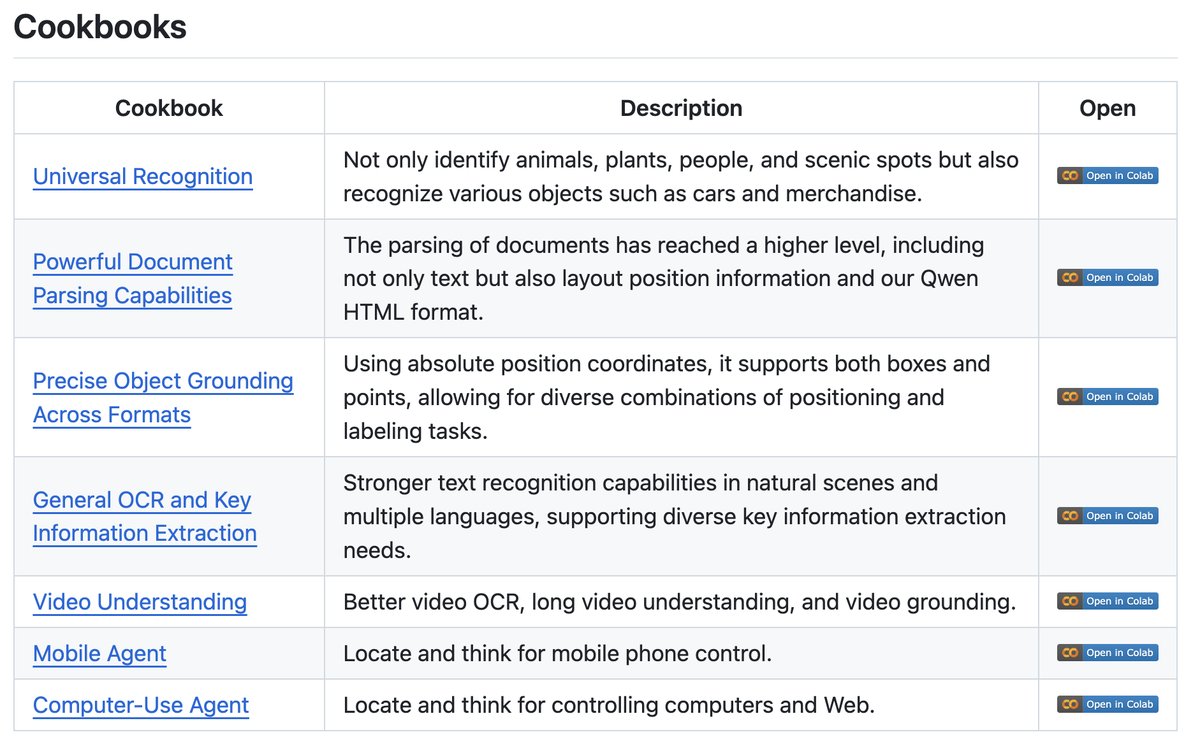 Cookbooks
Cookbook Description Open
Universal Recognition
Not only identify animals, plants, people, and scenic spots but also
recognize various objects such as cars and merchandise.
Open in Colab
Powerful Document
Parsing Capabilities
The parsing of documents has reached a higher level, including
not only text but also layout position information and our Qwen
HTML format.
Open in Colab
Precise Object Grounding
Across Formats
Using absolute position coordinates, it supports both boxes and
points, allowing for diverse combinations of positioning and
labeling tasks.
Open in Colab
General OCR and Key
Information Extraction
Stronger text recognition capabilities in natural scenes and
multiple languages, supporting diverse key information extraction
needs.
Open in Colab
Video Understanding
Better video OCR, long video understanding, and video grounding.
Open in Colab
Mobile Agent
Locate and think for mobile phone control.
Open in Colab
Computer-Use Agent
Locate and think for controlling computers and Web.
Open in Colab